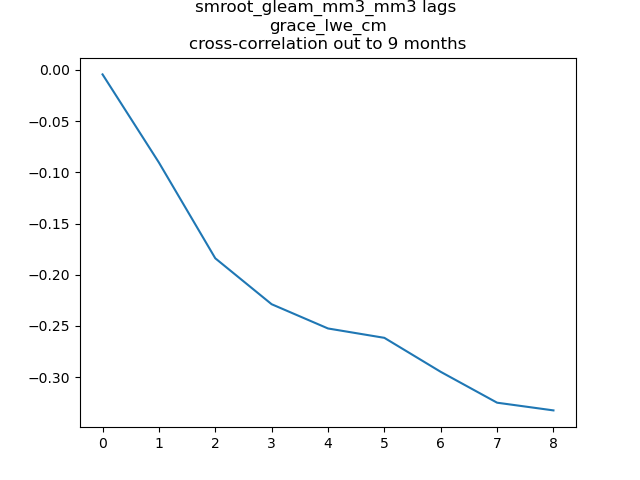 smroot_gleam_mm3_mm3 lags
grace_lwe_cm
cross-correlation out to 9 months
0.00
−0.05
−0.10
−0.15
−0.20
−0.25
−0.30
0 1 2 3 4 5 6 7 8